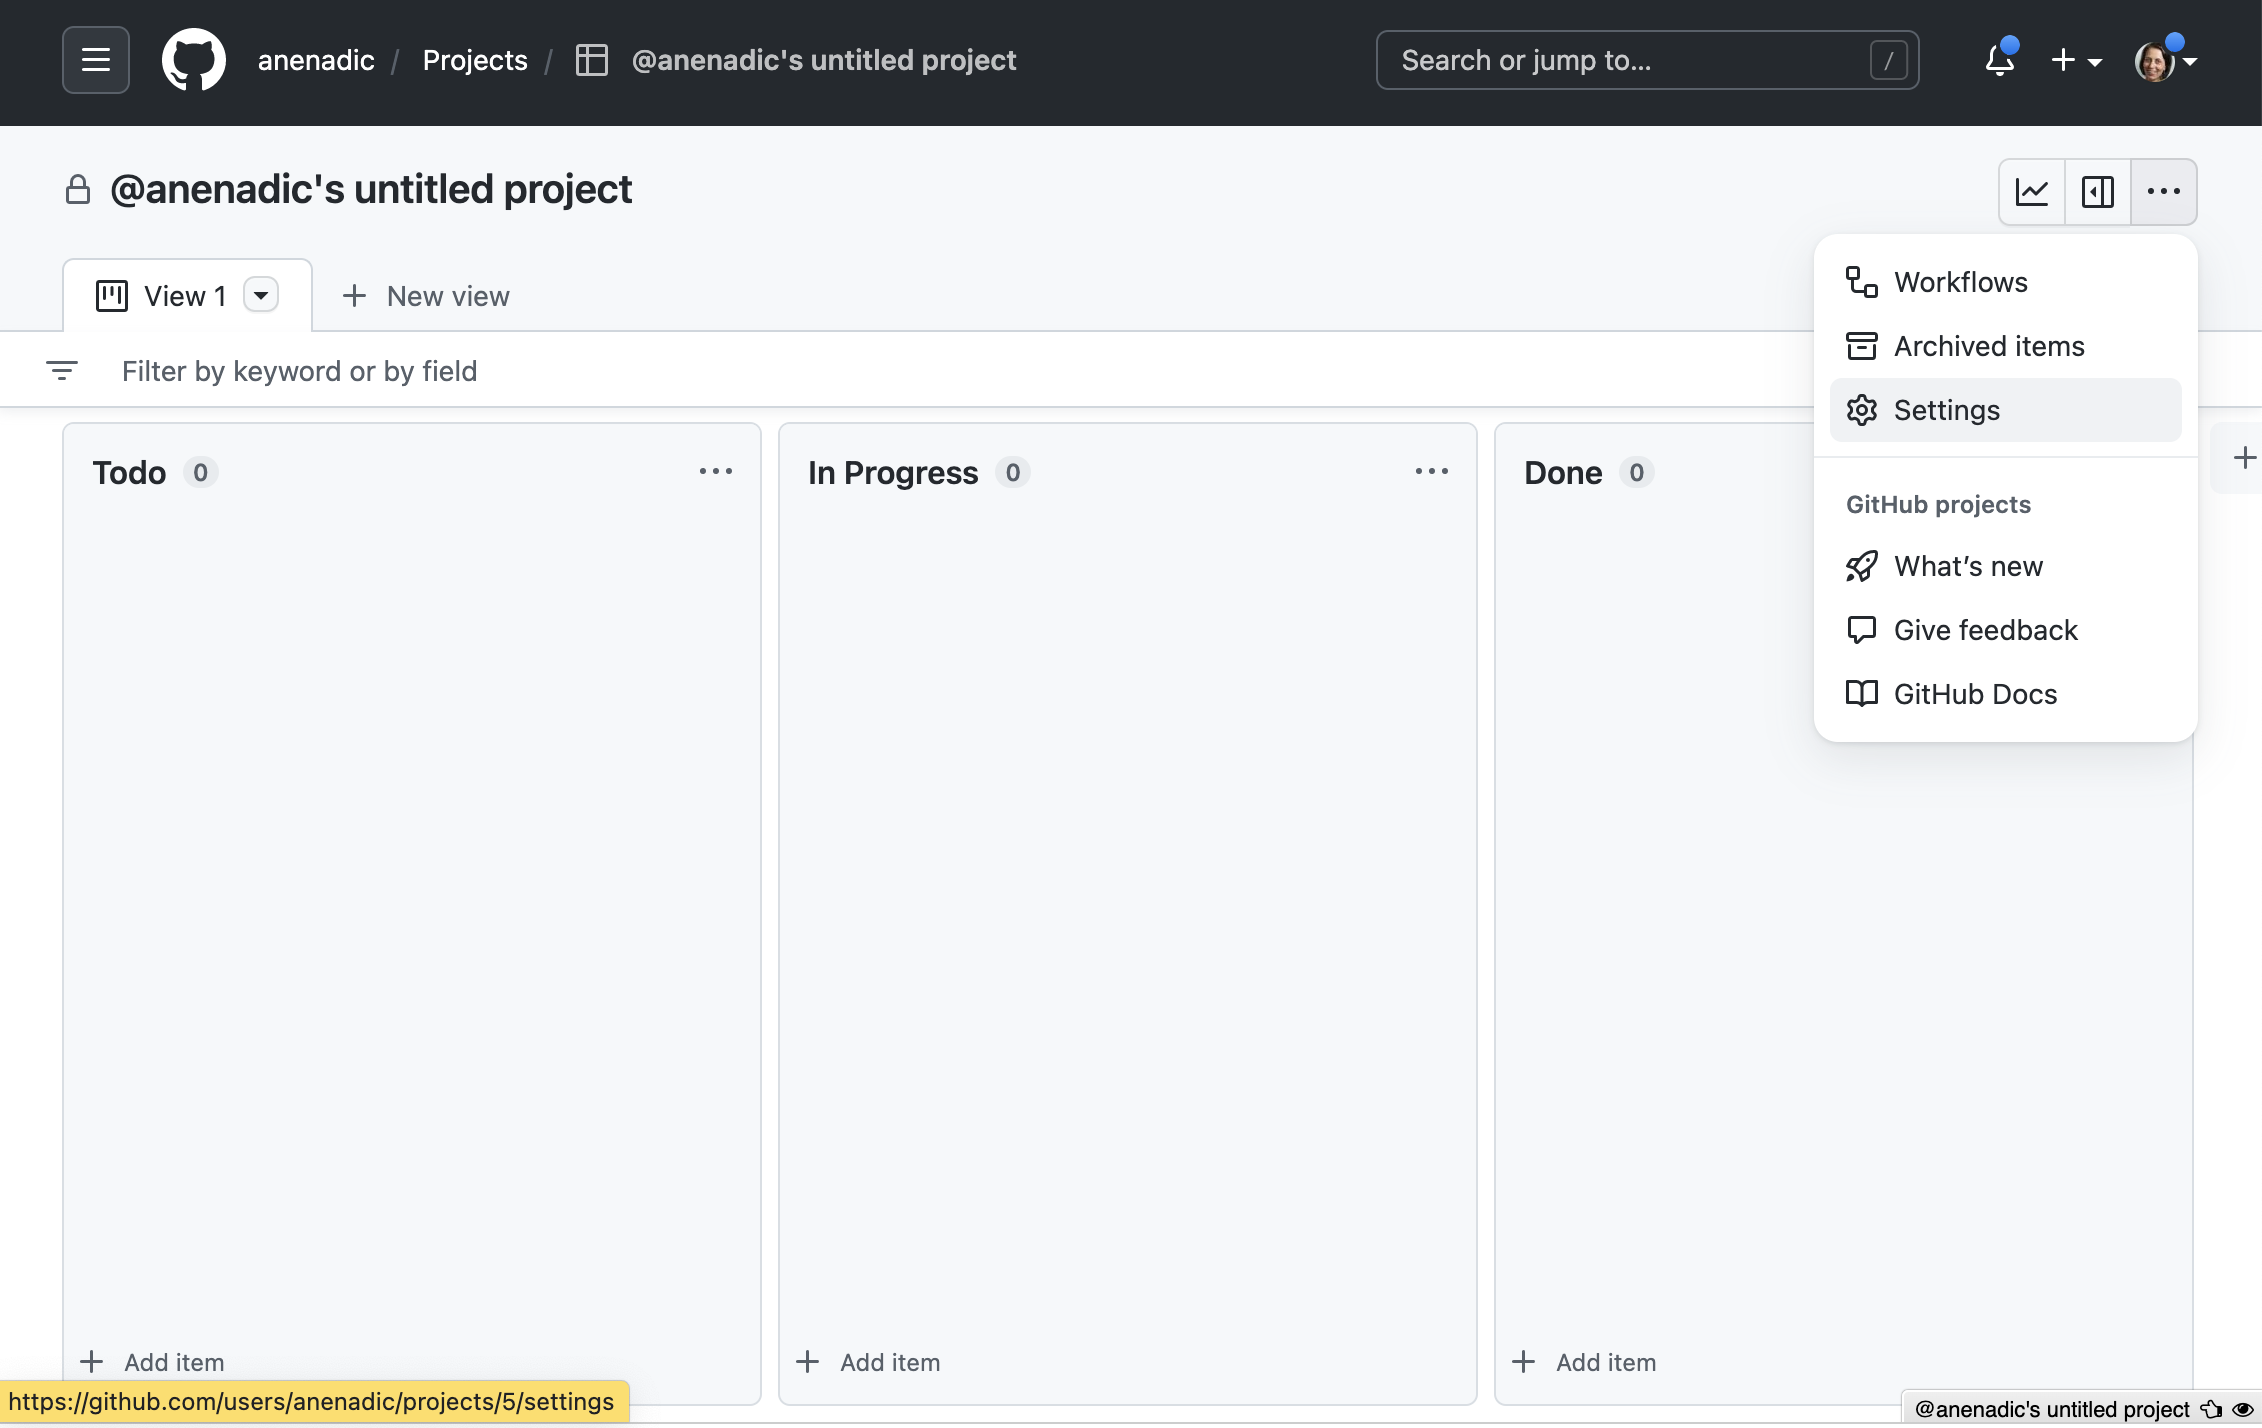 anenadic / Projects / @anenadic's untitled project
Search or jump to... /
@anenadic's untitled project
View 1
New view
Filter by keyword or by field
Workflows
Archived items
Settings
GitHub projects
What's new
Give feedback
GitHub Docs
Todo 0
In Progress 0
Done 0
Add item
Add item
Add item
https://github.com/users/anenadic/projects/5/settings
@anenadic's untitled project